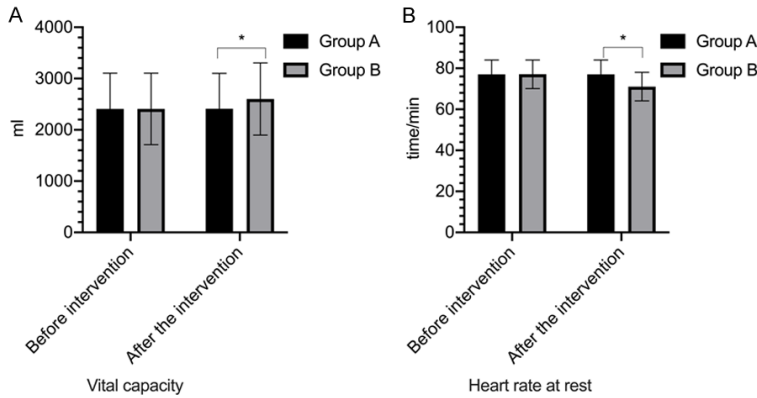 A
4000
3000
2000
1000
0
ml
*
Group A
Group B
Before intervention
After the intervention
Vital capacity
B
100
80
60
40
20
0
time/min
*
Group A
Group B
Before intervention
After the intervention
Heart rate at rest